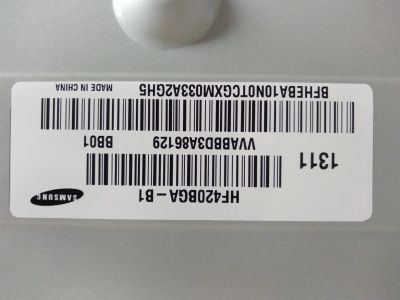 SAMSUNG
HF420BGA-B1
1311
VVABBD3A86129 BB01
BFHEBA10N0TCGXM033A2GH5 MADE IN CHINA